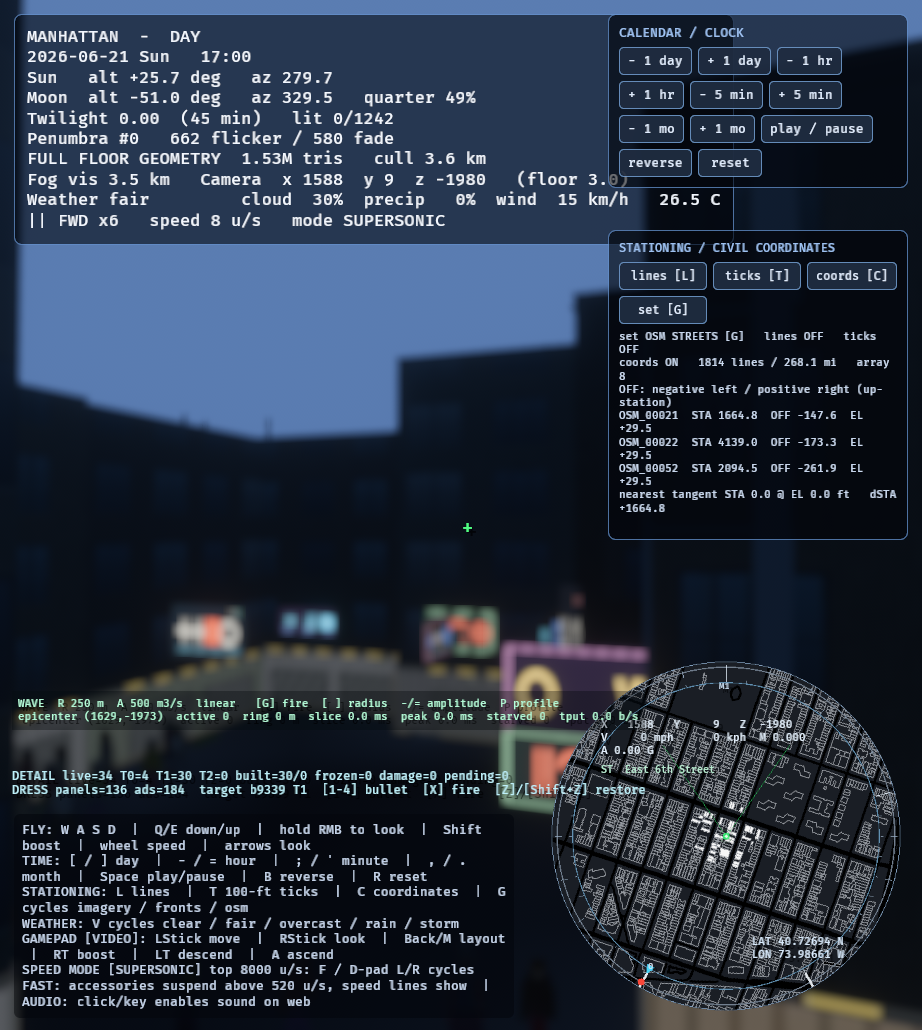 MANHATTAN - DAY
2026-06-21 Sun 17:00
Sun alt +25.7 deg az 279.7
Moon alt -51.0 deg az 329.5 quarter 49%
Twilight 0.00 (45 min) lit 0/1242
Penumbra #0 662 flicker / 580 fade
FULL FLOOR GEOMETRY 1.53M tris cull 3.6 km
Fog vis 3.5 km Camera x 1588 y 9 z -1980 (floor 3.0)
Weather fair cloud 30% precip 0% wind 15 km/h 26.5 C
|| FWD x6 speed 8 u/s mode SUPERSONIC
CALENDAR / CLOCK
- 1 day + 1 day - 1 hr
+ 1 hr - 5 min + 5 min
- 1 mo + 1 mo play / pause
reverse reset
STATIONING / CIVIL COORDINATES
lines [L] ticks [T] coords [C]
set [G]
set OSM STREETS [G] lines OFF ticks
OFF
coords ON 1814 lines / 268.1 mi array
8
OFF: negative left / positive right (up-
station)
OSM_00021 STA 1664.8 OFF -147.6 EL
+29.5
OSM_00022 STA 4139.0 OFF -173.3 EL
+29.5
OSM_00052 STA 2094.5 OFF -261.9 EL
+29.5
nearest tangent STA 0.0 @ EL 0.0 ft dSTA
+1664.8
WAVE R 250 m A 500 m3/s linear [G] fire [ ] radius -/= amplitude P profile
epicenter (1629,-1973) active 0 ring 0 m slice 0.0 ms peak 0.0 ms starved 0 tput 0.0 b/s
X 1588 Y 9 Z -1980
V 0 mph 0 kph M 0.000
A 0.00 G
ST East 6th Street
DETAIL live=34 T0=4 T1=30 T2=0 built=30/0 frozen=0 damage=0 pending=0
DRESS panels=136 ads=184 target b9339 T1 [1-4] bullet [X] fire [Z]/[Shift+Z] restore
FLY: W A S D | Q/E down/up | hold RMB to look | Shift
boost | wheel speed | arrows look
TIME: [ / ] day | - / = hour | ; / ' minute | , / .
month | Space play/pause | B reverse | R reset
STATIONING: L lines | T 100-ft ticks | C coordinates | G
cycles imagery / fronts / osm
WEATHER: V cycles clear / fair / overcast / rain / storm
GAMEPAD [VIDEO]: LStick move | RStick look | Back/M layout
| RT boost | LT descend | A ascend
SPEED MODE [SUPERSONIC] top 8000 u/s: F / D-pad L/R cycles
FAST: accessories suspend above 520 u/s, speed lines show |
AUDIO: click/key enables sound on web
LAT 40.72694 N
LON 73.98661 W